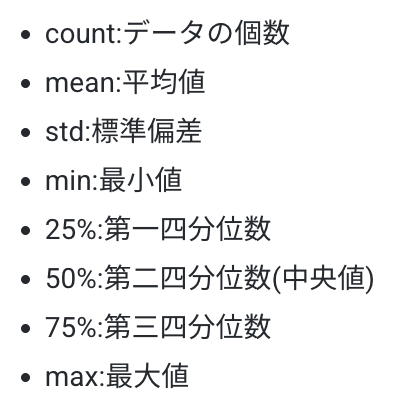 • count:データの個数
• mean:平均値
• std:標準偏差
• min:最小値
• 25%:第一四分位数
• 50%:第二四分位数(中央値)
• 75%:第三四分位数
• max:最大値